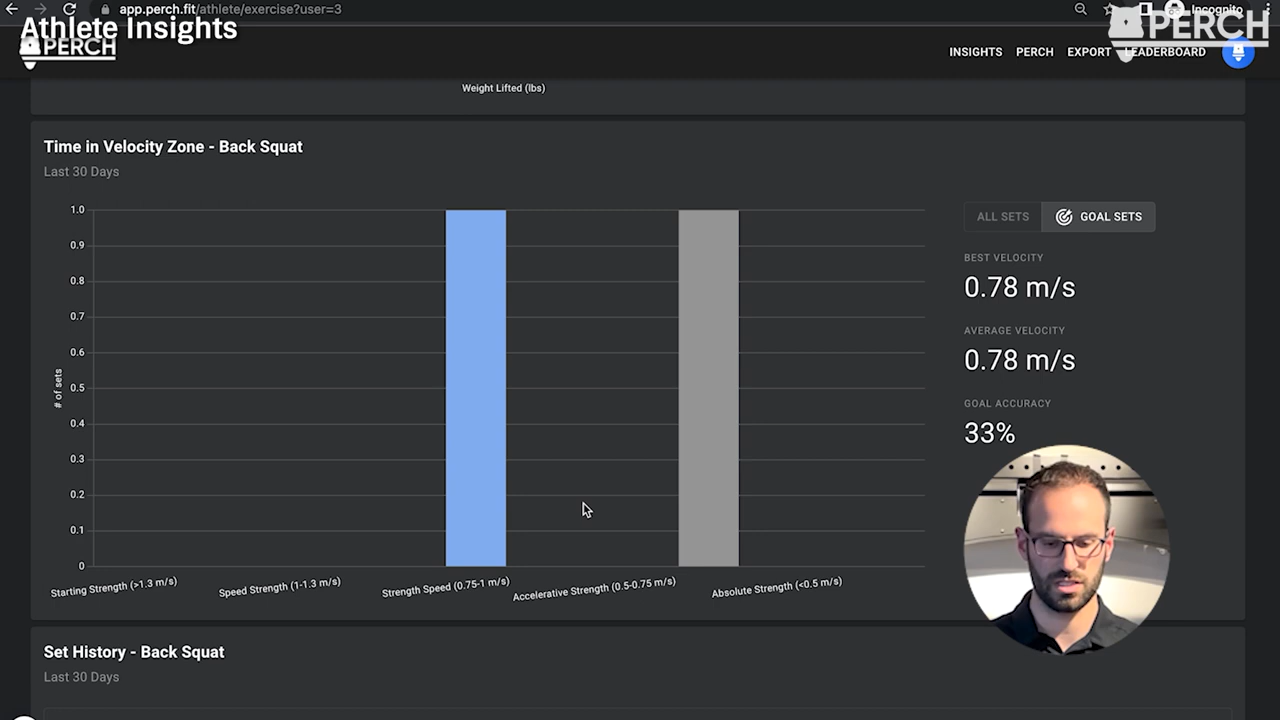 app.perch.fit/athlete/exercise?user=3
Incognito
Athlete Insights
PERCH
PERCH
INSIGHTS
PERCH
EXPORT
LEADERBOARD
Weight Lifted (lbs)
Time in Velocity Zone - Back Squat
Last 30 Days
ALL SETS
GOAL SETS
1.0
0.9
0.8
0.7
0.6
0.5
0.4
0.3
0.2
0.1
0
# of sets
Starting Strength (>1.3 m/s)
Speed Strength (1-1.3 m/s)
Strength Speed (0.75-1 m/s)
Accelerative Strength (0.5-0.75 m/s)
Absolute Strength (<0.5 m/s)
BEST VELOCITY
0.78 m/s
AVERAGE VELOCITY
0.78 m/s
GOAL ACCURACY
33%
Set History - Back Squat
Last 30 Days